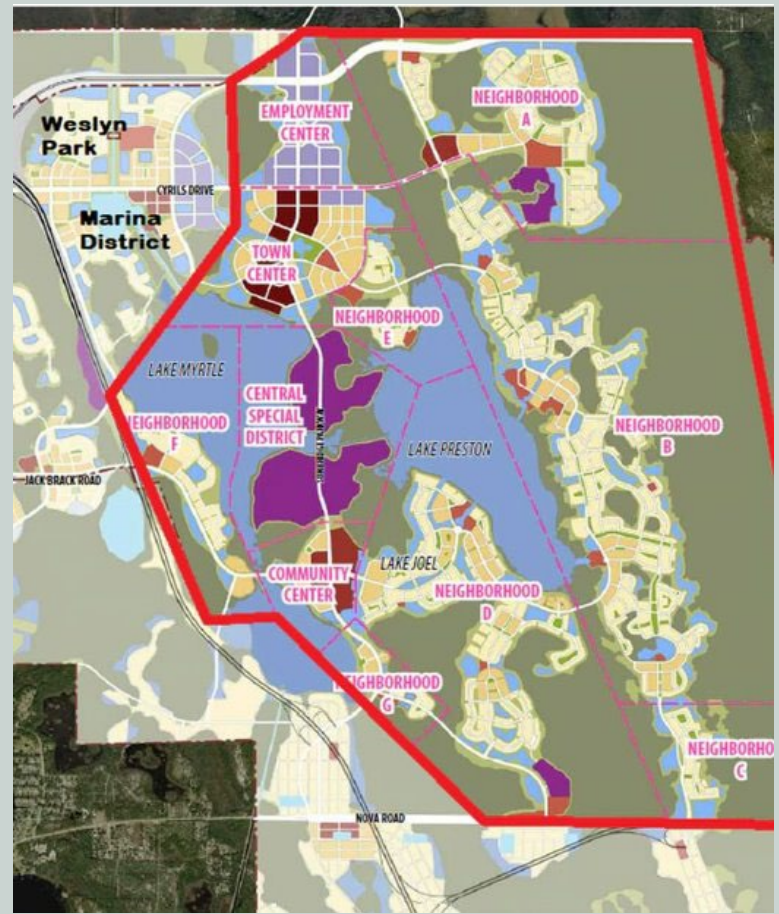 Weslyn
Park
EMPLOYMENT
CENTER
NEIGHBORHOOD
A
CYRILS DRIVE
Marina
District
TOWN
CENTER
NEIGHBORHOOD
E
LAKE MYRTLE
CENTRAL
SPECIAL
DISTRICT
NEIGHBORHOOD
F
LAKE PRESTON
NEIGHBORHOOD
B
JACK BRACK ROAD
COMMUNITY
CENTER
LAKE JOEL
NEIGHBORHOOD
D
NEIGHBORHOOD
G
NEIGHBORHO
C
NOVA ROAD